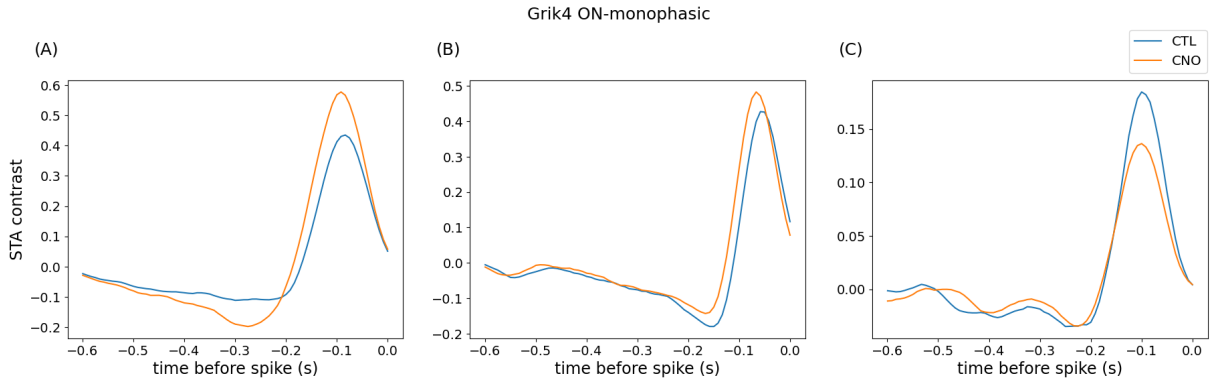 Grik4 ON-monophasic
(A)
(B)
(C)
CTL
CNO
STA contrast
0.6
0.5
0.4
0.3
0.2
0.1
0.0
−0.1
−0.2
−0.6 −0.5 −0.4 −0.3 −0.2 −0.1 0.0
time before spike (s)
0.5
0.4
0.3
0.2
0.1
0.0
−0.1
−0.2
−0.6 −0.5 −0.4 −0.3 −0.2 −0.1 0.0
time before spike (s)
0.15
0.10
0.05
0.00
−0.6 −0.5 −0.4 −0.3 −0.2 −0.1 0.0
time before spike (s)